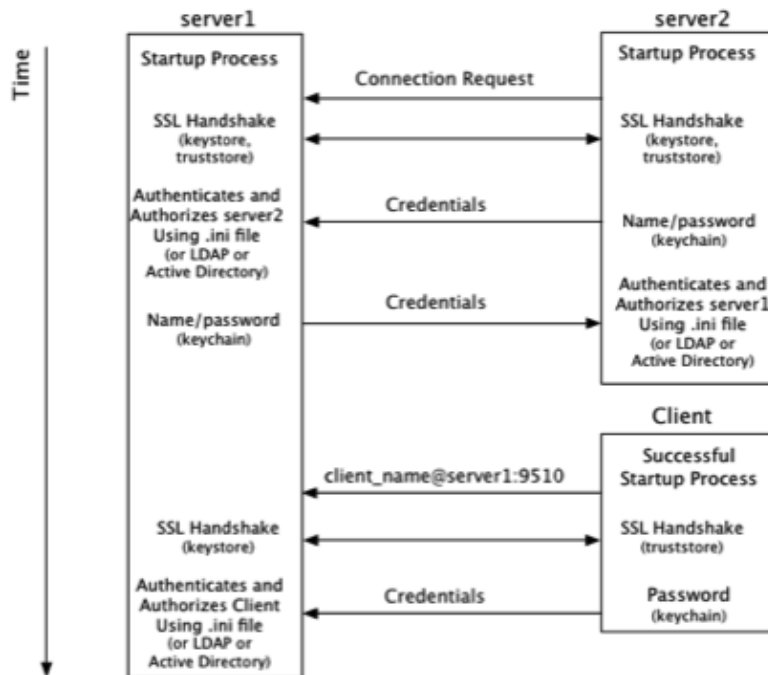 server1
server2
Time
Startup Process
Startup Process
Connection Request
SSL Handshake
(keystore,
truststore)
SSL Handshake
(keystore,
truststore)
Authenticates and
Authorizes server2
Using .ini file
(or LDAP or
Active Directory)
Credentials
Name/password
(keychain)
Name/password
(keychain)
Credentials
Authenticates and
Authorizes server1
Using .ini file
(or LDAP or
Active Directory)
Client
Successful
Startup Process
client_name@server1:9510
SSL Handshake
(keystore)
SSL Handshake
(truststore)
Authenticates and
Authorizes Client
Using .ini file
(or LDAP or
Active Directory)
Credentials
Password
(keychain)